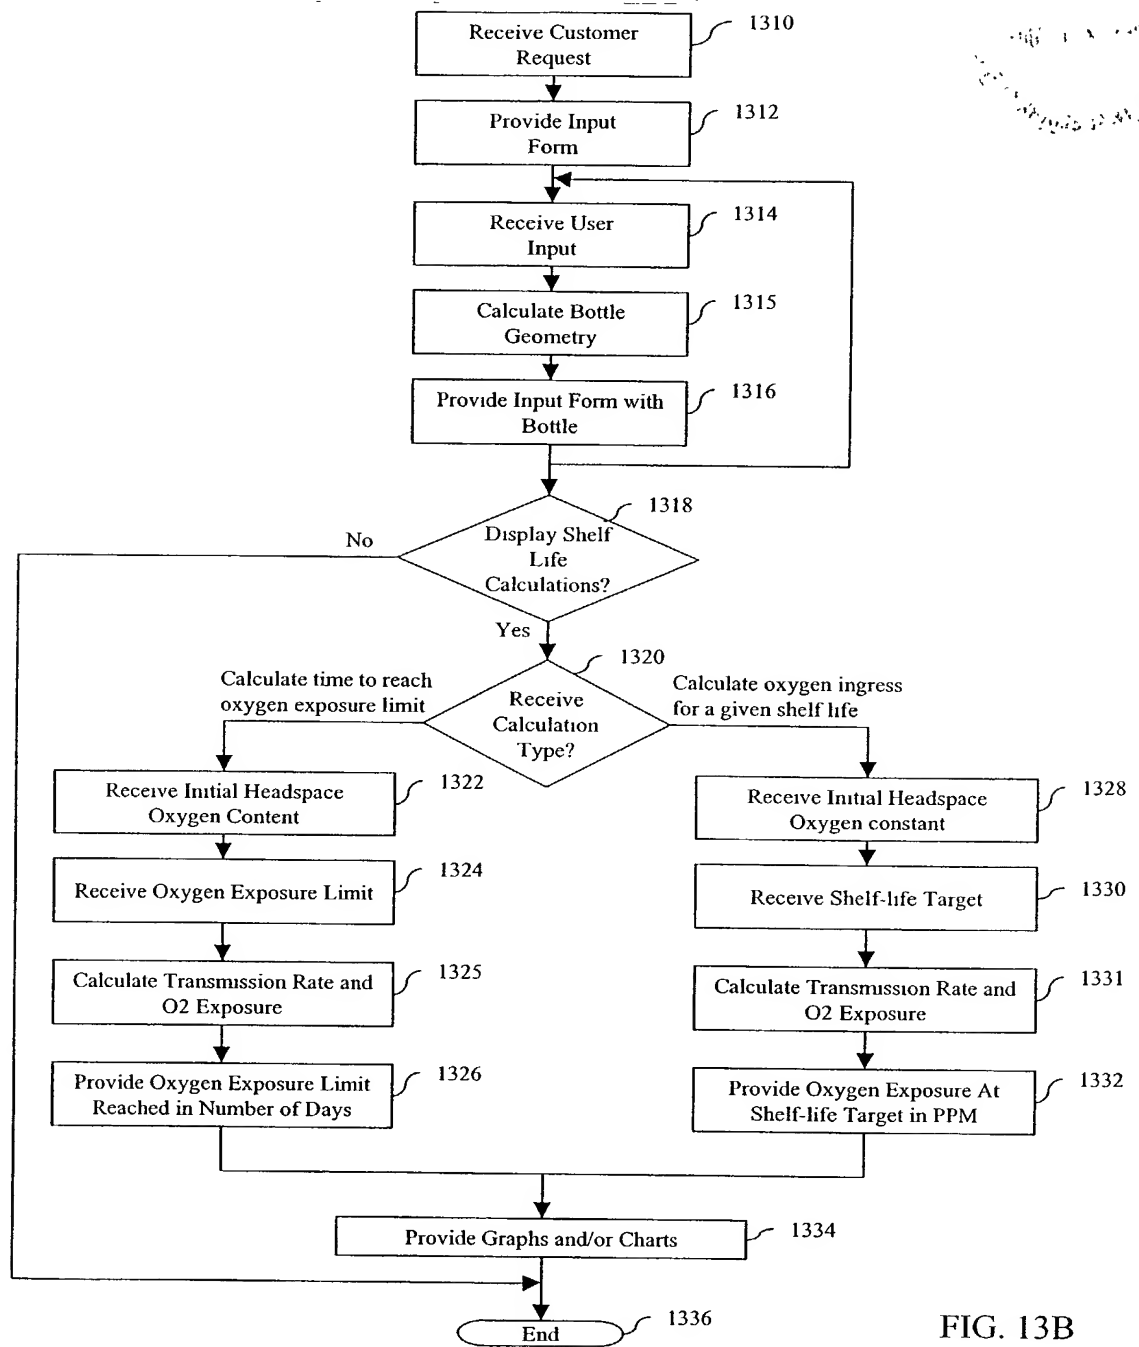 Receive Customer
Request
1310
Provide Input
Form
1312
Receive User
Input
1314
Calculate Bottle
Geometry
1315
Provide Input Form with
Bottle
1316
Display Shelf
Life
Calculations?
1318
No
Yes
Receive
Calculation
Type?
1320
Calculate time to reach
oxygen exposure limit
Calculate oxygen ingress
for a given shelf life
Receive Initial Headspace
Oxygen Content
1322
Receive Oxygen Exposure Limit
1324
Calculate Transmission Rate and
O2 Exposure
1325
Provide Oxygen Exposure Limit
Reached in Number of Days
1326
Receive Initial Headspace
Oxygen constant
1328
Receive Shelf-life Target
1330
Calculate Transmission Rate and
O2 Exposure
1331
Provide Oxygen Exposure At
Shelf-life Target in PPM
1332
Provide Graphs and/or Charts
1334
End
1336
FIG. 13B